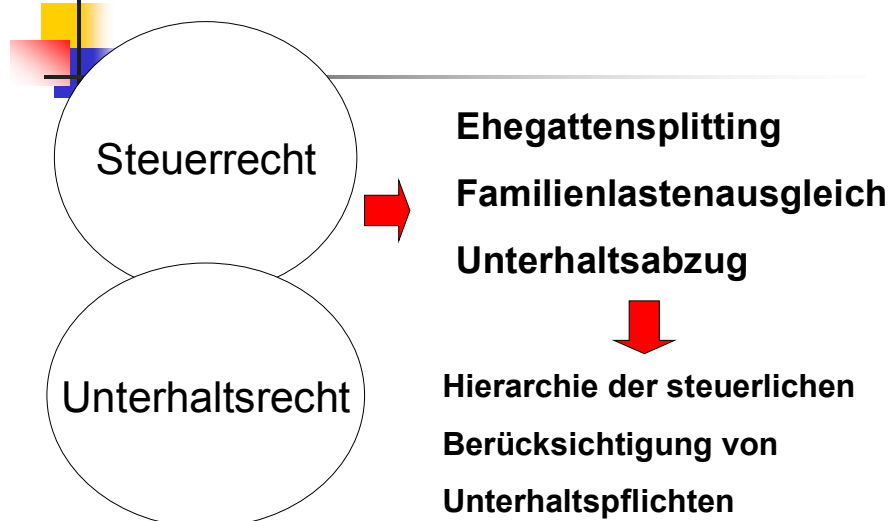 Steuerrecht
Unterhaltsrecht
Ehegattensplitting
Familienlastenausgleich
Unterhaltsabzug
Hierarchie der steuerlichen
Berücksichtigung von
Unterhaltspflichten